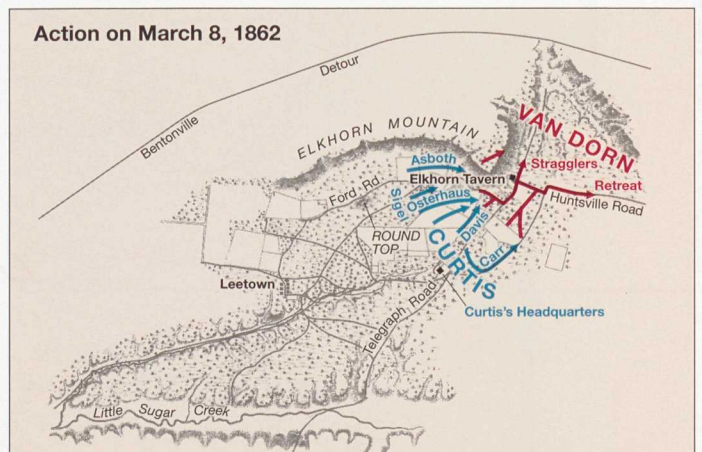 Action on March 8, 1862
Detour
Bentonville
ELKHORN MOUNTAIN
VAN DORN
Asboth
Stragglers
Elkhorn Tavern
Retreat
Ford Rd.
Sigel
Osterhaus
Huntsville Road
Davis
ROUND
TOP
CURTIS
Carr
Leetown
Curtis's Headquarters
Telegraph Road
Little Sugar Creek